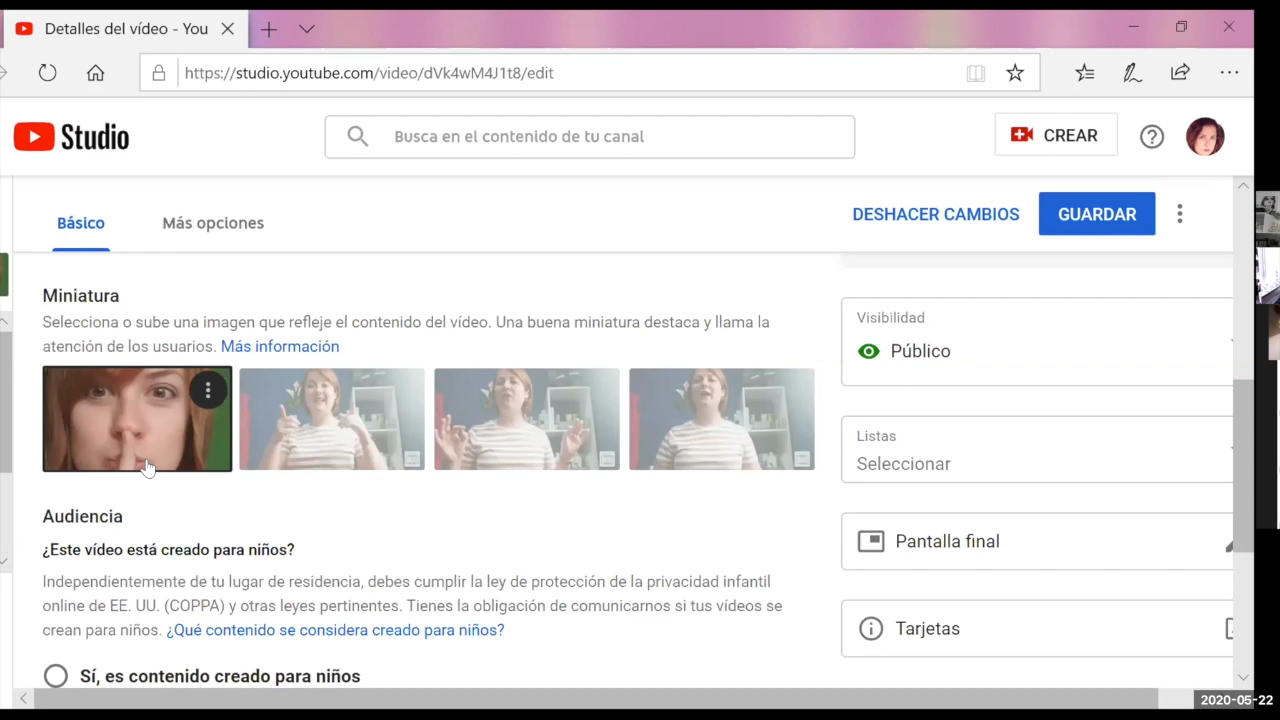 Detalles del vídeo - You
https://studio.youtube.com/video/dVk4wM4J1t8/edit
Studio
Busca en el contenido de tu canal
CREAR
Básico
Más opciones
DESHACER CAMBIOS
GUARDAR
Miniatura
Selecciona o sube una imagen que refleje el contenido del vídeo. Una buena miniatura destaca y llama la
atención de los usuarios. Más información
Visibilidad
Público
Listas
Seleccionar
Pantalla final
Tarjetas
Audiencia
¿Este vídeo está creado para niños?
Independientemente de tu lugar de residencia, debes cumplir la ley de protección de la privacidad infantil
online de EE. UU. (COPPA) y otras leyes pertinentes. Tienes la obligación de comunicarnos si tus vídeos se
crean para niños. ¿Qué contenido se considera creado para niños?
Sí, es contenido creado para niños
2020-05-22